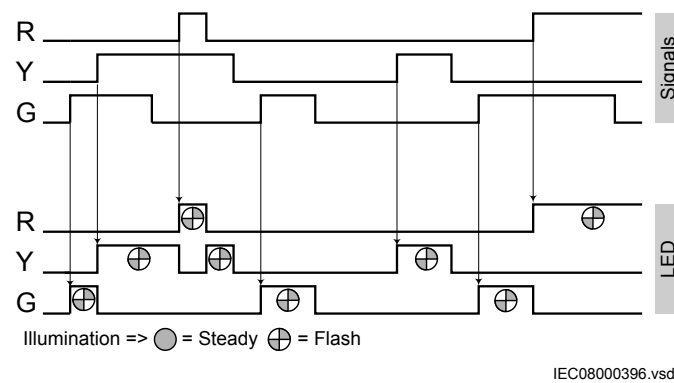 R
Y
G
Signals
R
Y
G
LED
Illumination => = Steady = Flash
IEC08000396.vsd